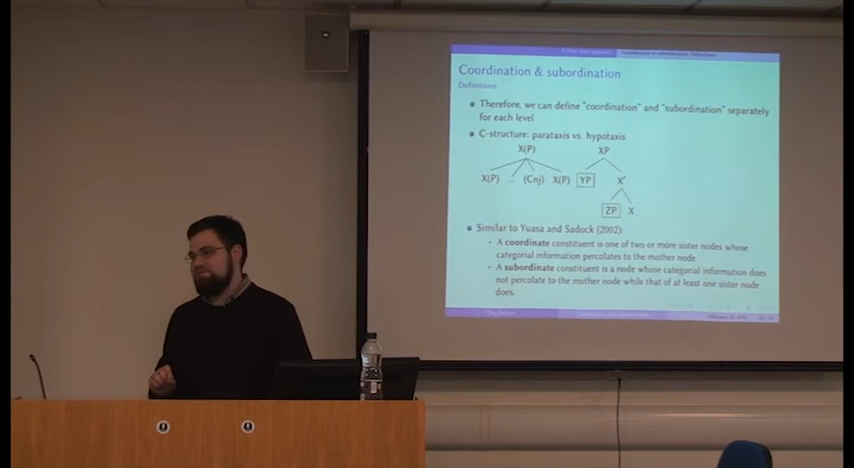 Coordination & subordination
Definitions
Therefore, we can define "coordination" and "subordination" separately
for each level
C-structure: parataxis vs. hypotaxis
X(P) XP
X(P) ... (Cnj) X(P) YP X'
ZP X
Similar to Yuasa and Sadock (2002):
- A coordinate constituent is one of two or more sister nodes whose
categorial information percolates to the mother node.
- A subordinate constituent is a node whose categorial information does
not percolate to the mother node while that of at least one sister node
does.